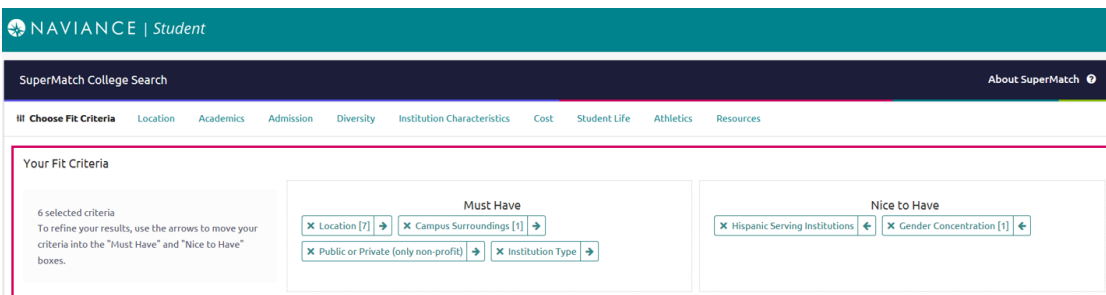 NAVIANCE | Student
SuperMatch College Search
About SuperMatch ?
Choose Fit Criteria Location Academics Admission Diversity Institution Characteristics Cost Student Life Athletics Resources
Your Fit Criteria
6 selected criteria
To refine your results, use the arrows to move your
criteria into the "Must Have" and "Nice to Have"
boxes.
Must Have
× Location [7] → × Campus Surroundings [1] →
× Public or Private (only non-profit) → × Institution Type →
Nice to Have
× Hispanic Serving Institutions ← × Gender Concentration [1] ←